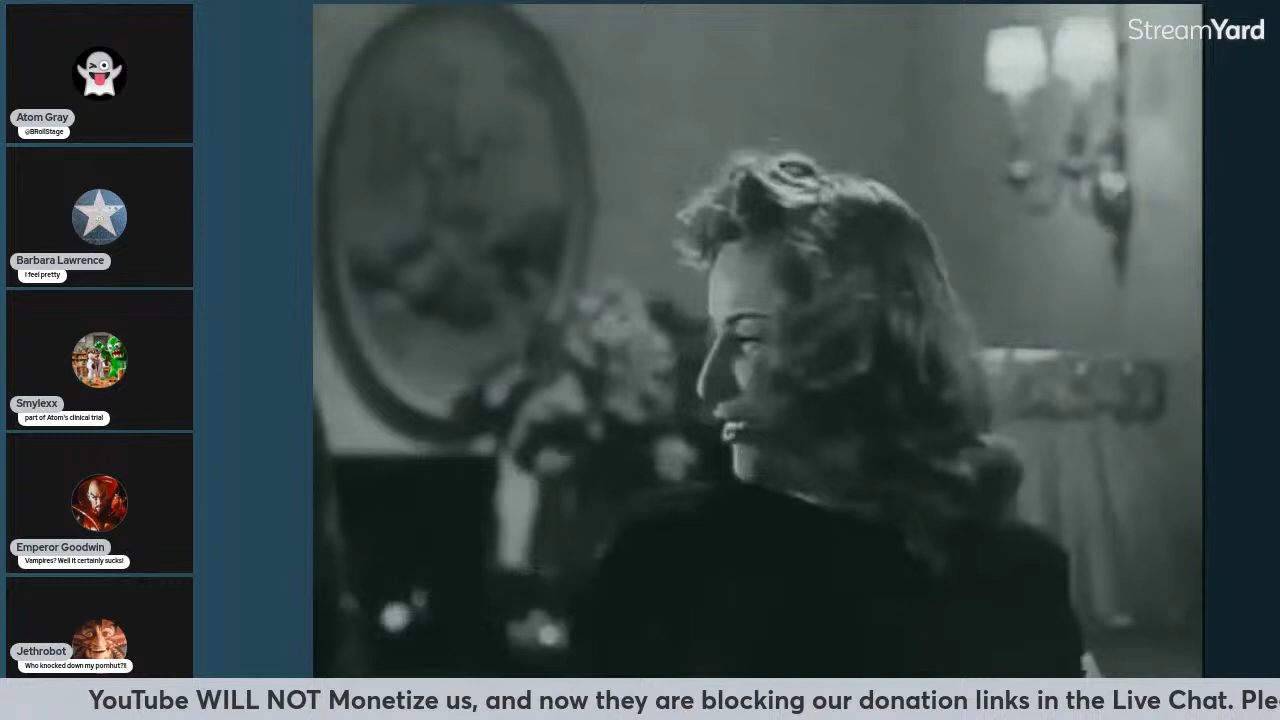 StreamYard
Atom Gray
@BRollStage
Barbara Lawrence
I feel pretty
Smylexx
part of Atom's clinical trial
Emperor Goodwin
Vampires? Well it certainly sucks!
Jethrobot
Who knocked down my pornhut?!!
YouTube WILL NOT Monetize us, and now they are blocking our donation links in the Live Chat. Ple